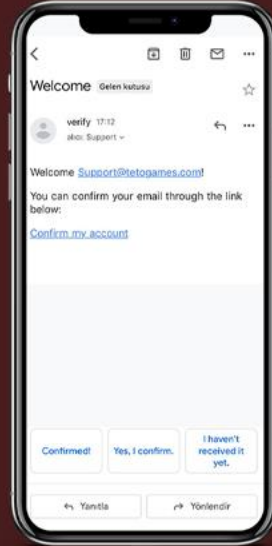 Welcome Gelen kutusu
verify 17:12
alıcı: Support
Welcome Support@tetogames.com!
You can confirm your email through the link
below:
Confirm my account
Confirmed!
Yes, I confirm.
I haven't
received it
yet.
Yanıtla
Yönlendir